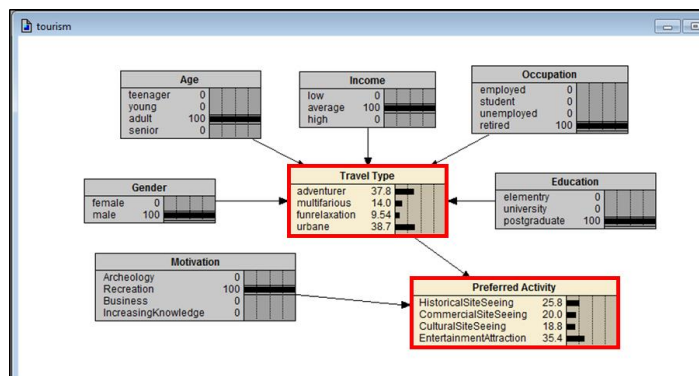 tourism
Age
teenager 0
young 0
adult 100
senior 0
Income
low 0
average 100
high 0
Occupation
employed 0
student 0
unemployed 0
retired 100
Gender
female 0
male 100
Travel Type
adventurer 37.8
multifarious 14.0
funrelaxation 9.54
urbane 38.7
Education
elementry 0
university 0
postgraduate 100
Motivation
Archeology 0
Recreation 100
Business 0
IncreasingKnowledge 0
Preferred Activity
HistoricalSiteSeeing 25.8
CommercialSiteSeeing 20.0
CulturalSiteSeeing 18.8
EntertainmentAttraction 35.4